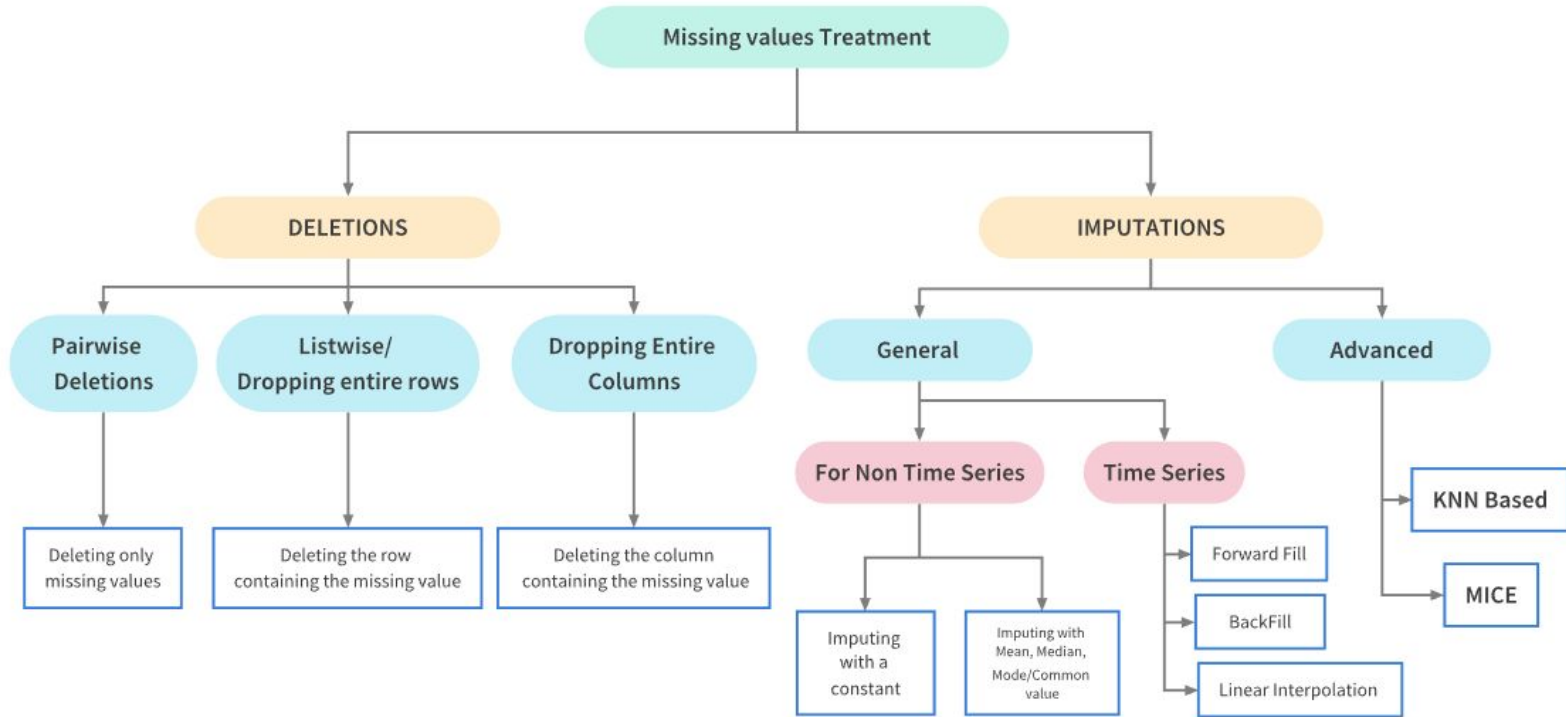 Missing values Treatment
DELETIONS
IMPUTATIONS
Pairwise
Deletions
Listwise/
Dropping entire rows
Dropping Entire
Columns
General
Advanced
For Non Time Series
Time Series
KNN Based
MICE
Deleting only
missing values
Deleting the row
containing the missing value
Deleting the column
containing the missing value
Forward Fill
BackFill
Linear Interpolation
Imputing
with a
constant
Imputing with
Mean, Median,
Mode/Common
value